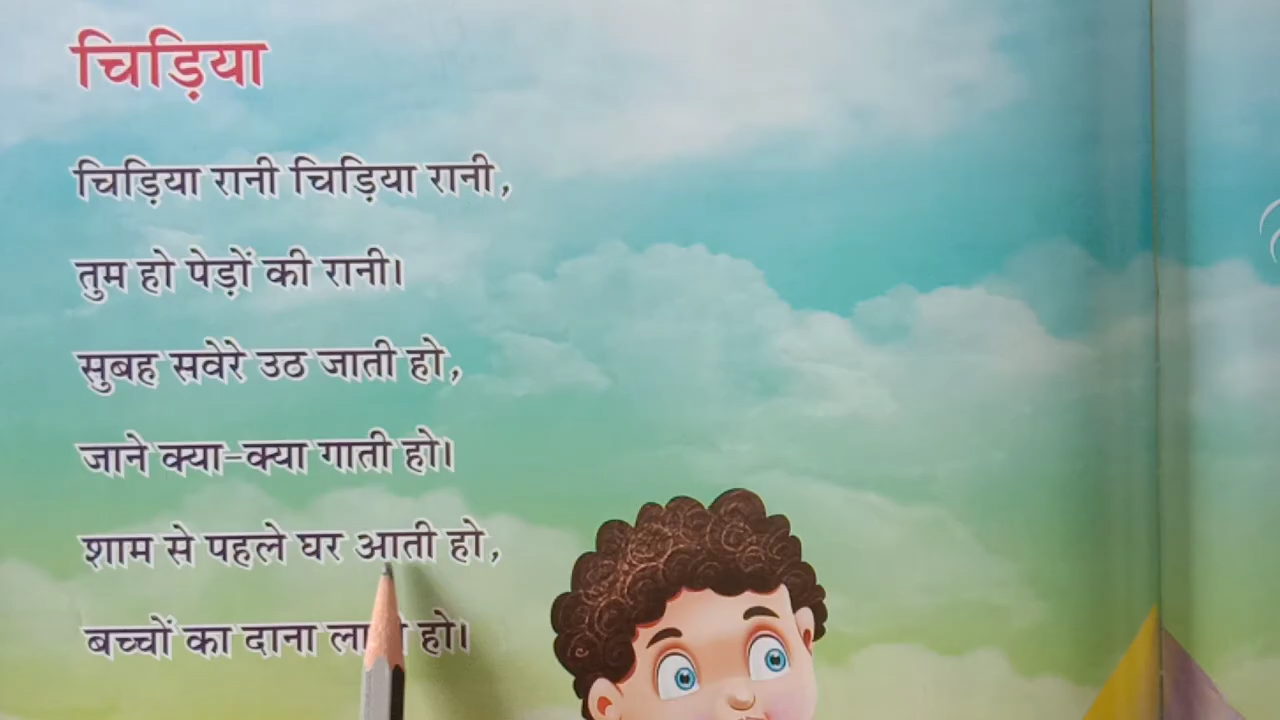 चिड़िया
चिड़िया रानी चिड़िया रानी,
तुम हो पेड़ों की रानी।
सुबह सवेरे उठ जाती हो,
जाने क्या-क्या गाती हो।
शाम से पहले घर आती हो,
बच्चों का दाना हो।